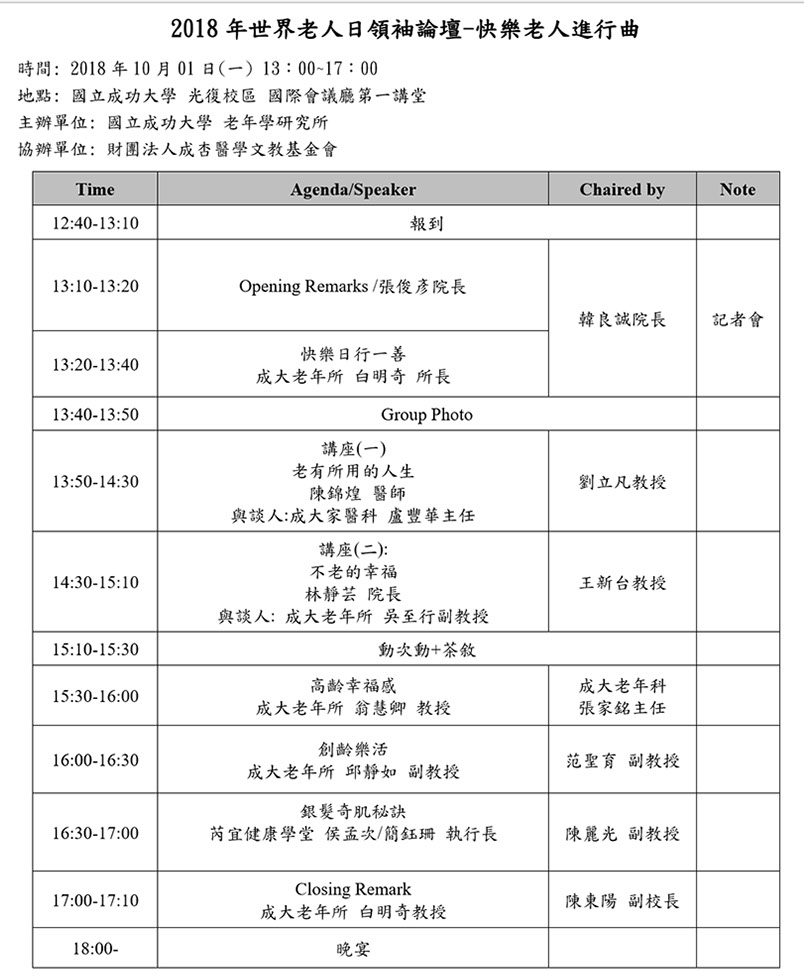 2018 年世界老人日領袖論壇-快樂老人進行曲
時間: 2018 年 10 月 01 日(一) 13:00~17:00
地點: 國立成功大學 光復校區 國際會議廳第一講堂
主辦單位: 國立成功大學 老年學研究所
協辦單位: 財團法人成杏醫學文教基金會
Time Agenda/Speaker Chaired by Note
12:40-13:10 報到
13:10-13:20 Opening Remarks /張俊彥院長
韓良誠院長 記者會
13:20-13:40
快樂日行一善
成大老年所 白明奇 所長
13:40-13:50 Group Photo
13:50-14:30
講座(一)
老有所用的人生
陳錦煌 醫師
與談人:成大家醫科 盧豐華主任
劉立凡教授
14:30-15:10
講座(二):
不老的幸福
林靜芸 院長
與談人: 成大老年所 吳至行副教授
王新台教授
15:10-15:30 動次動+茶敘
15:30-16:00
高齡幸福感
成大老年所 翁慧卿 教授
成大老年科
張家銘主任
16:00-16:30
創齡樂活
成大老年所 邱靜如 副教授
范聖育 副教授
16:30-17:00
銀髮奇肌秘訣
芮宜健康學堂 侯孟次/簡鈺珊 執行長
陳麗光 副教授
17:00-17:10
Closing Remark
成大老年所 白明奇教授
陳東陽 副校長
18:00- 晚宴